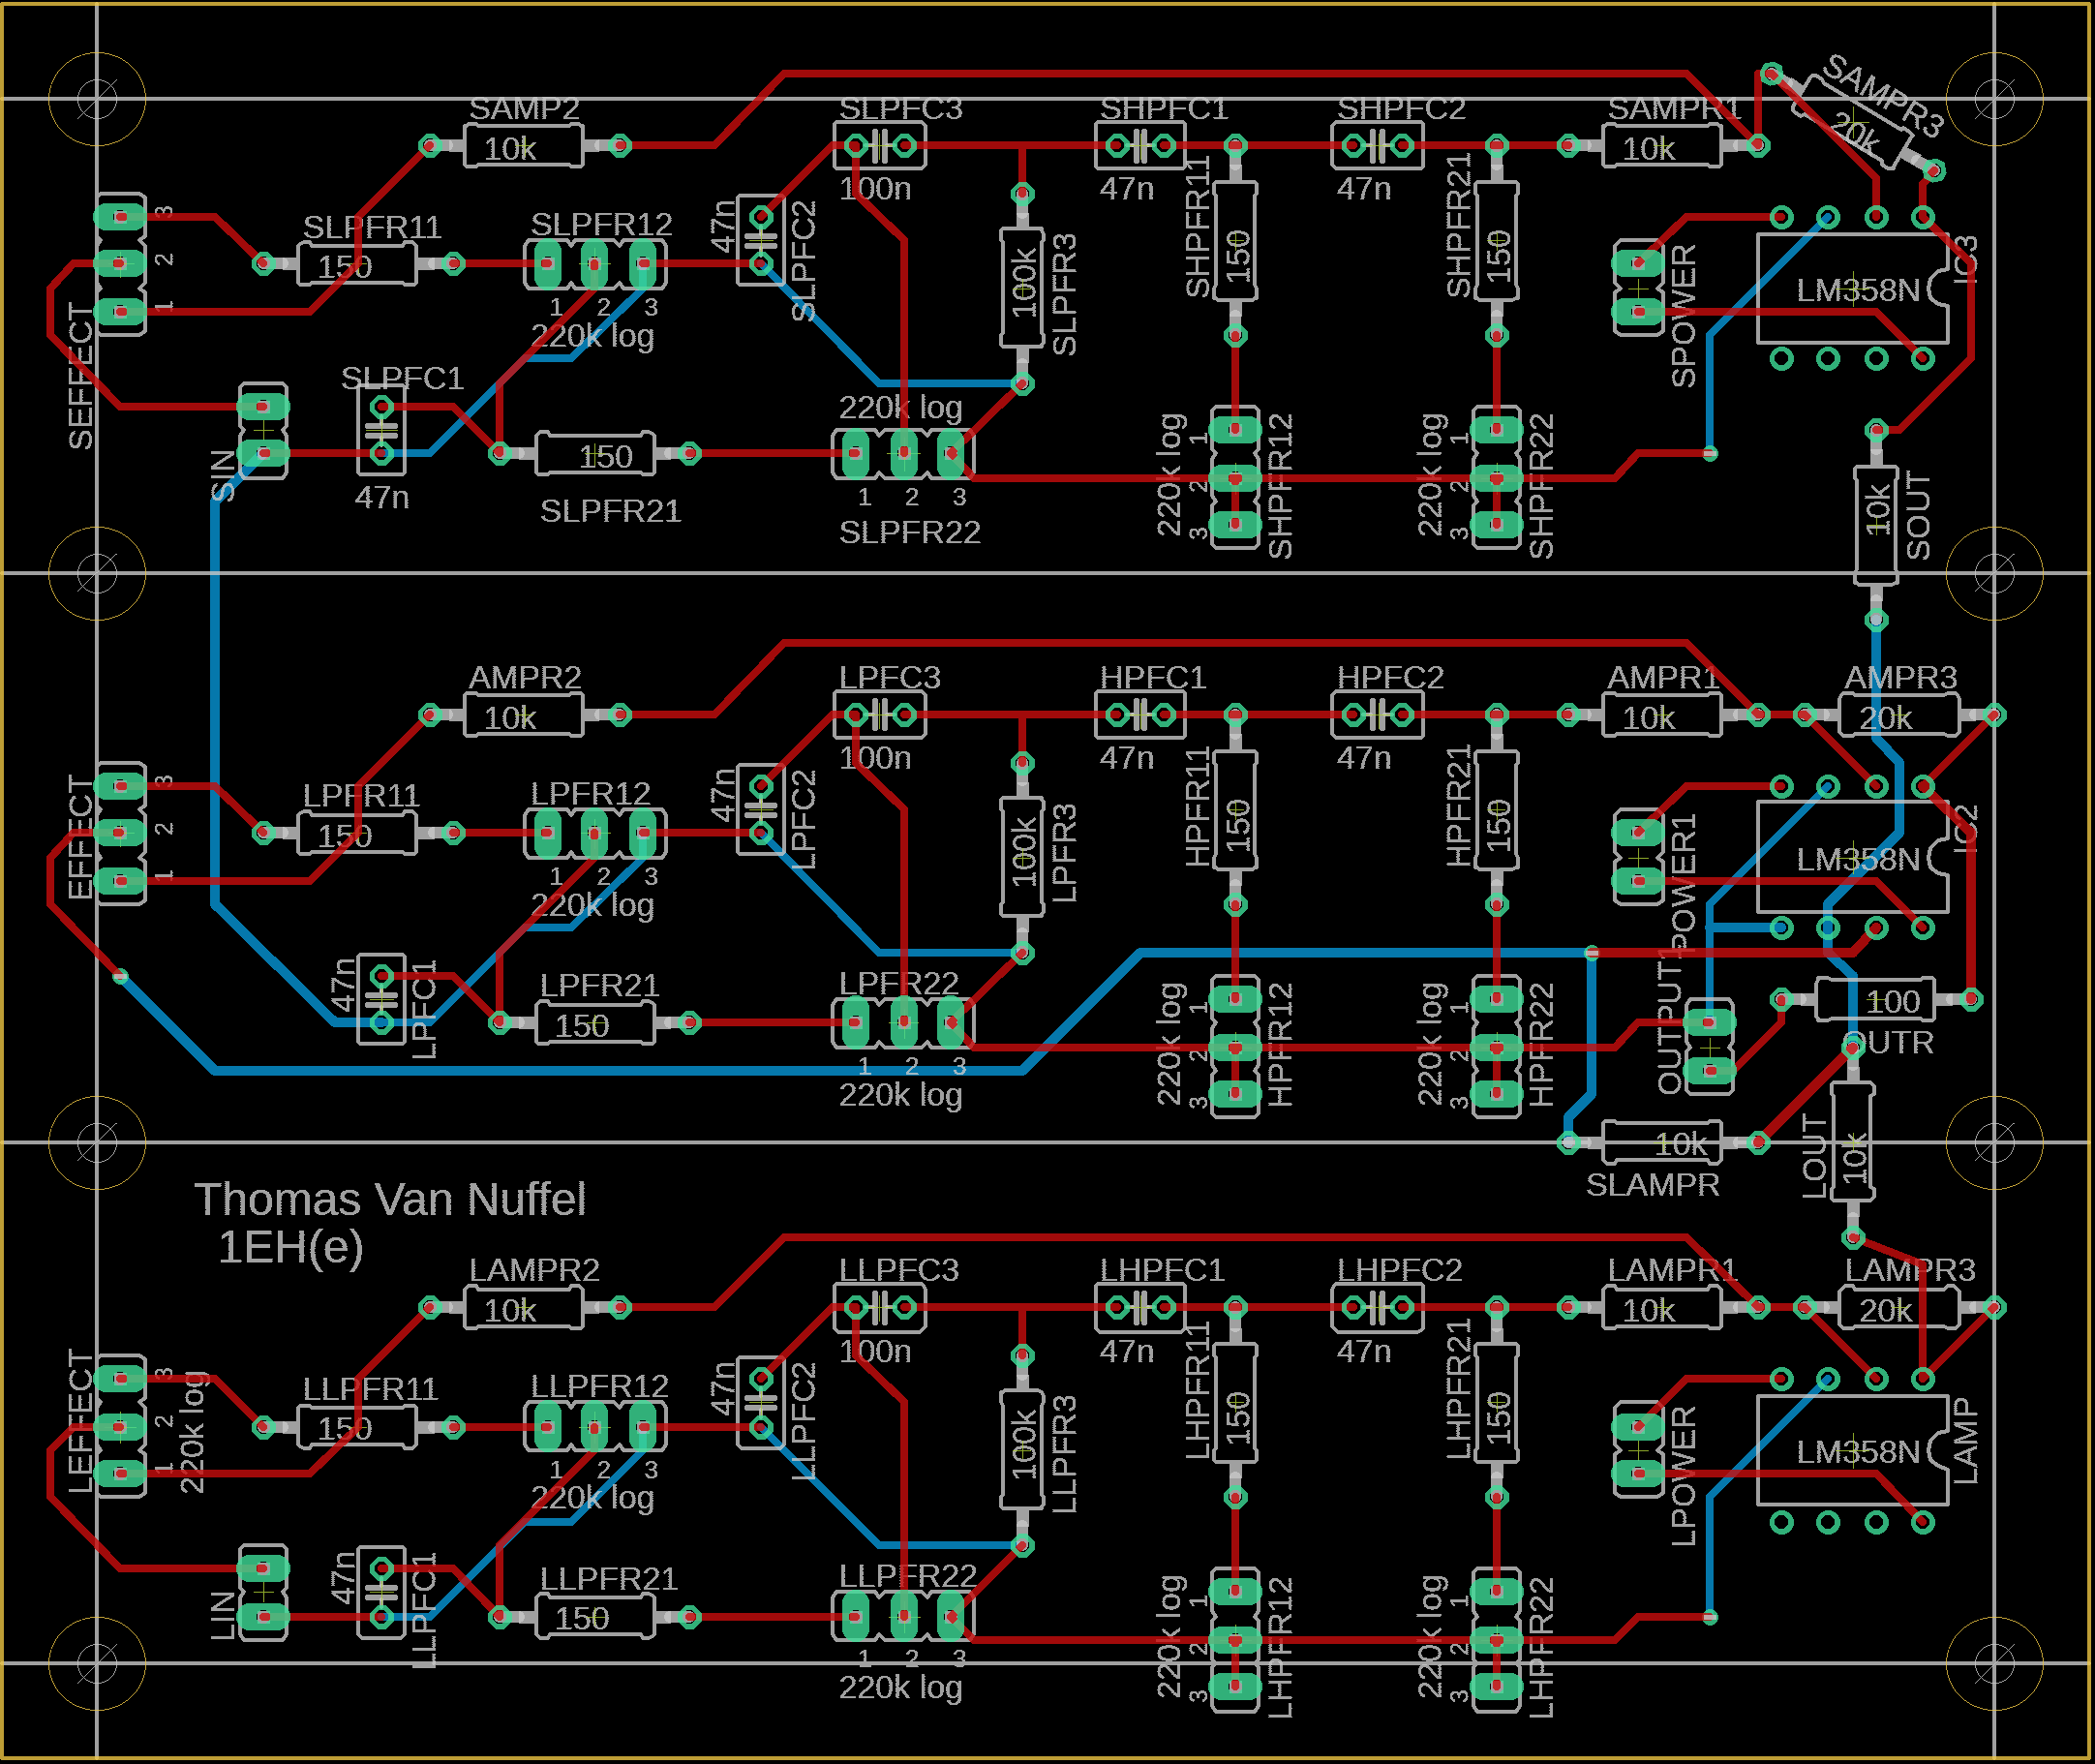 SAMP2
10k
SLPFC3
100n
SHPFC1
47n
SHPFC2
47n
SAMPR1
10k
SAMPR3
20k
3
2
1
SEFFECT
SLPFR11
150
SLPFR12
1
2
3
220k log
47n
SLPFC2
100k
SLPFR3
SHPFR11
150
SHPFR21
150
SPOWER
LM358N
IC3
SIN
SLPFC1
47n
150
SLPFR21
220k log
1
2
3
SLPFR22
220k log
1
2
3
SHPFR12
220k log
1
2
3
SHPFR22
10k
SOUT
AMPR2
10k
LPFC3
100n
HPFC1
47n
HPFC2
47n
AMPR1
10k
AMPR3
20k
EFFECT
3
2
1
LPFR11
150
LPFR12
1
2
3
220k log
47n
LPFC2
100k
LPFR3
HPFR11
150
HPFR21
150
POWER1
LM358N
IC2
47n
LPFC1
LPFR21
150
LPFR22
1
2
3
220k log
220k log
1
2
3
HPFR12
220k log
1
2
3
HPFR22
OUTPUT1
100
OUTR
10k
SLAMPR
LOUT
10k
Thomas Van Nuffel
1EH(e)
LAMPR2
10k
LLPFC3
100n
LHPFC1
47n
LHPFC2
47n
LAMPR1
10k
LAMPR3
20k
LEFFECT
3
2
1
220k log
LLPFR11
150
LLPFR12
1
2
3
220k log
47n
LLPFC2
100k
LLPFR3
LHPFR11
150
LHPFR21
150
LPOWER
LM358N
LAMP
LIN
47n
LLPFC1
LLPFR21
150
LLPFR22
1
2
3
220k log
220k log
1
2
3
LHPFR12
220k log
1
2
3
LHPFR22